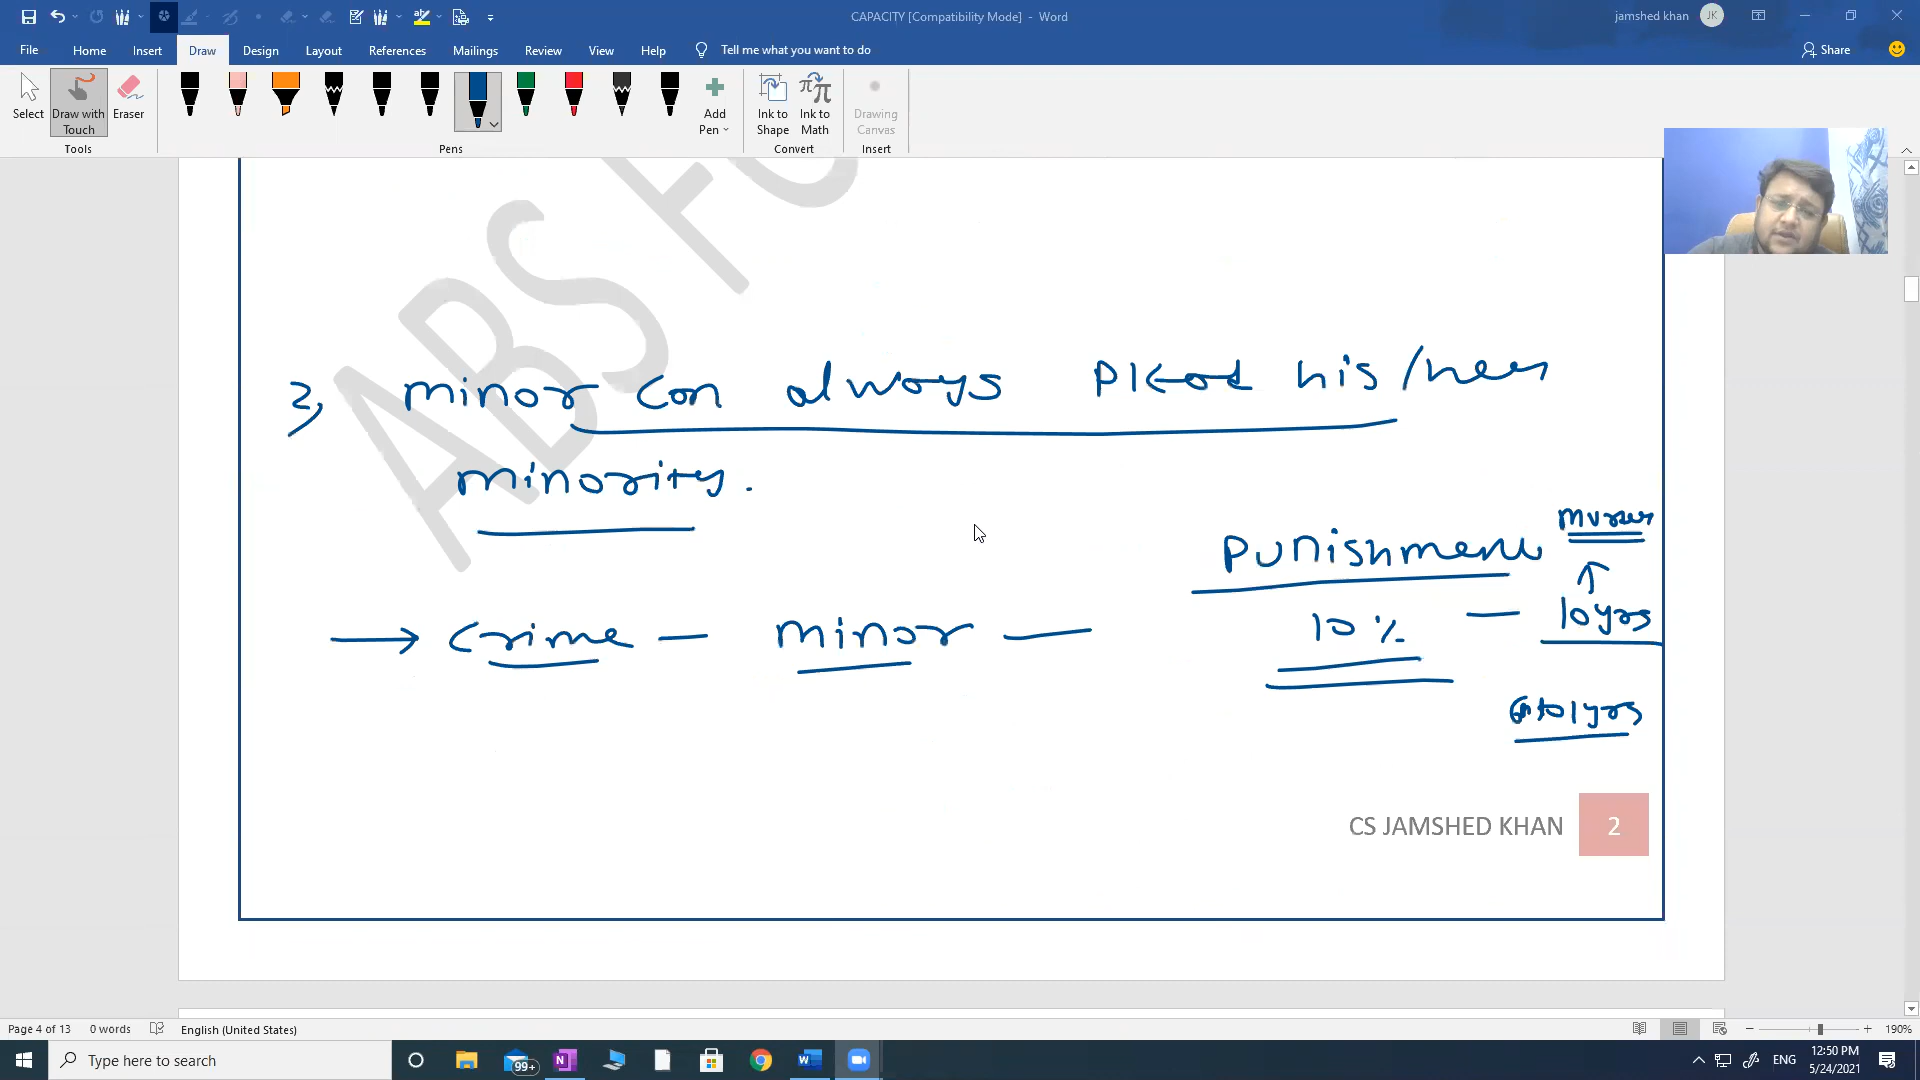 CAPACITY [Compatibility Mode] - Word
jamshed khan JK
File Home Insert Draw Design Layout References Mailings Review View Help Tell me what you want to do Share
Select Draw with Touch Eraser Add Pen Ink to Shape Ink to Math Drawing Canvas
Tools Pens Convert Insert
ABS
2, minor can always plead his/her
minority.
murder
Punishment
10yrs
→ Crime — minor — 10% —
CS JAMSHED KHAN 2
Page 4 of 13 0 words English (United States) 190%
Type here to search 99+ ENG 12:50 PM
5/24/2021